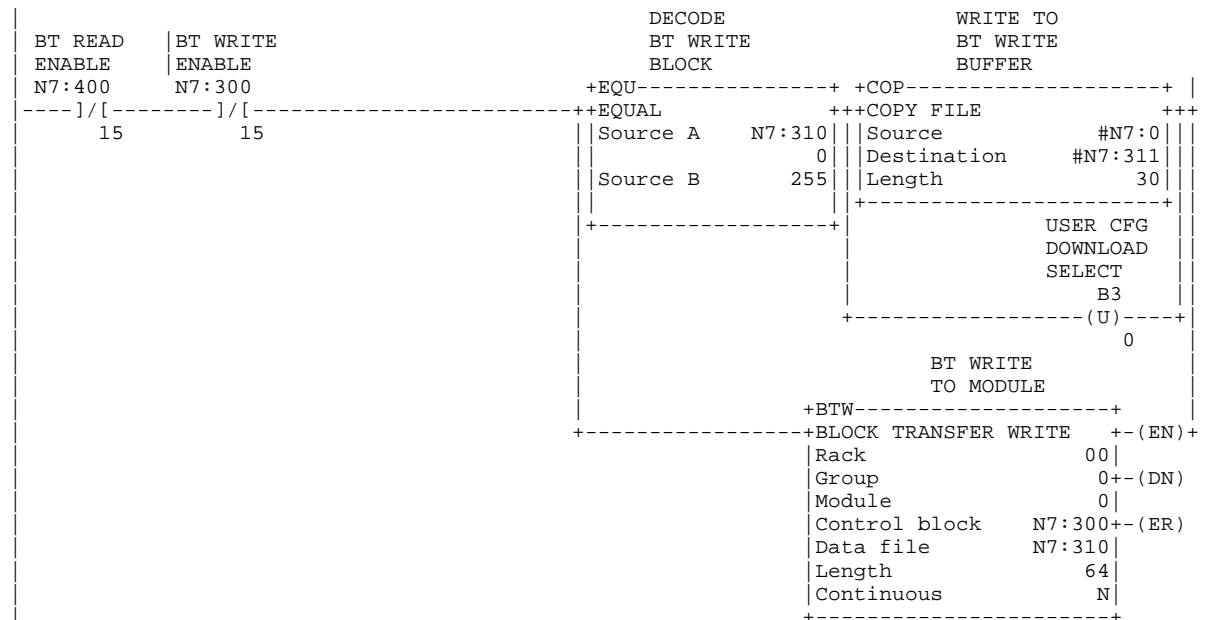 DECODE WRITE TO
BT READ BT WRITE BT WRITE BT WRITE
ENABLE ENABLE BLOCK BUFFER
N7:400 N7:300 +EQU---------------+ +COP--------------------+
----]/[--------]/[-----------------------++EQUAL +++COPY FILE +++
15 15 Source A N7:310 Source #N7:0
0 Destination #N7:311
Source B 255 Length 30
+-----------------------+
+------------------+ USER CFG
DOWNLOAD
SELECT
B3
+------------------(U)----+
0
BT WRITE
TO MODULE
+BTW--------------------+
+-----------------+BLOCK TRANSFER WRITE +-(EN)+
Rack 00
Group 0+-(DN)
Module 0
Control block N7:300+-(ER)
Data file N7:310
Length 64
Continuous N
+-----------------------+